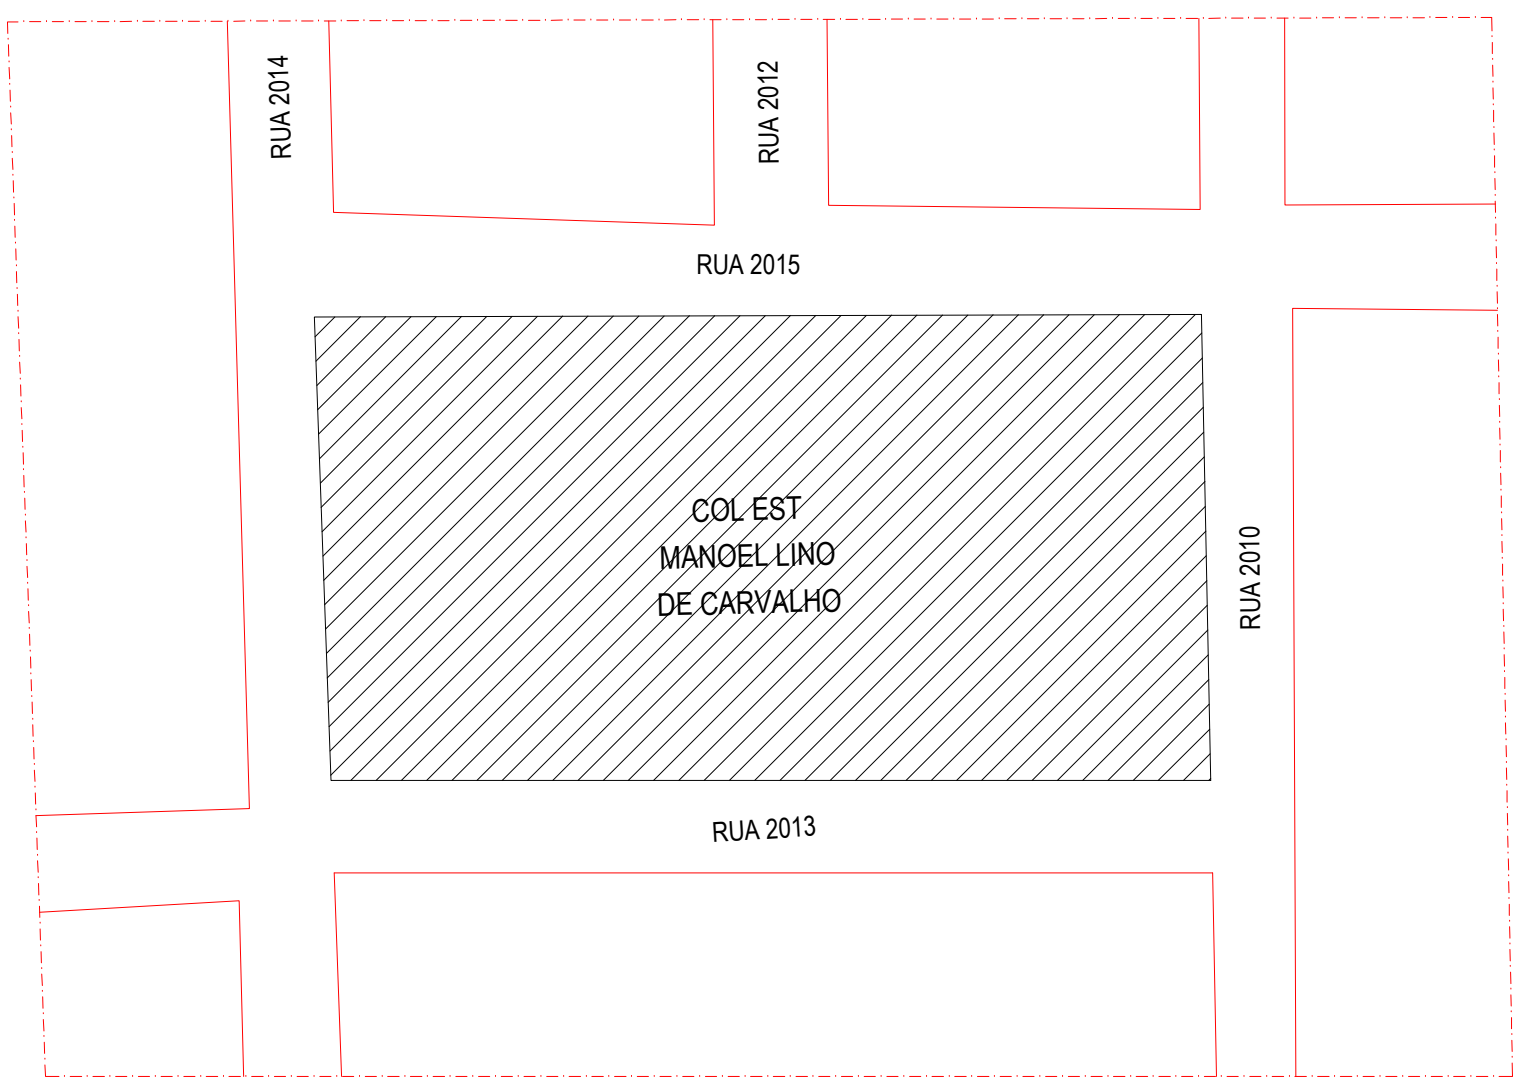 RUA 2014
RUA 2012
RUA 2015
COL EST
MANOEL LINO
DE CARVALHO
RUA 2010
RUA 2013